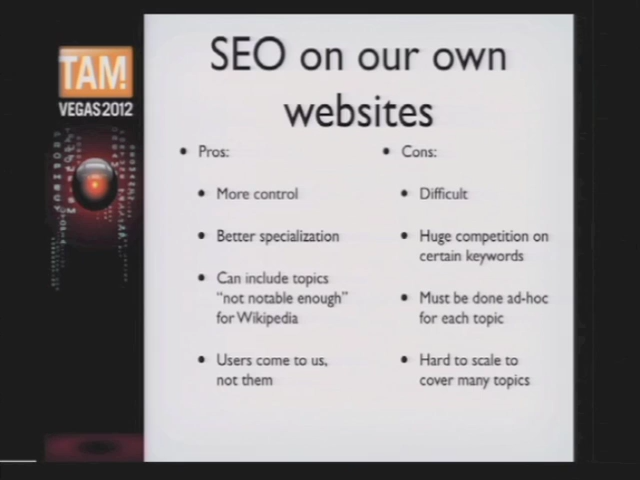 TAM!
VEGAS 2012
SEO on our own
websites
• Pros:
• More control
• Better specialization
• Can include topics
"not notable enough"
for Wikipedia
• Users come to us,
not them
• Cons:
• Difficult
• Huge competition on
certain keywords
• Must be done ad-hoc
for each topic
• Hard to scale to
cover many topics